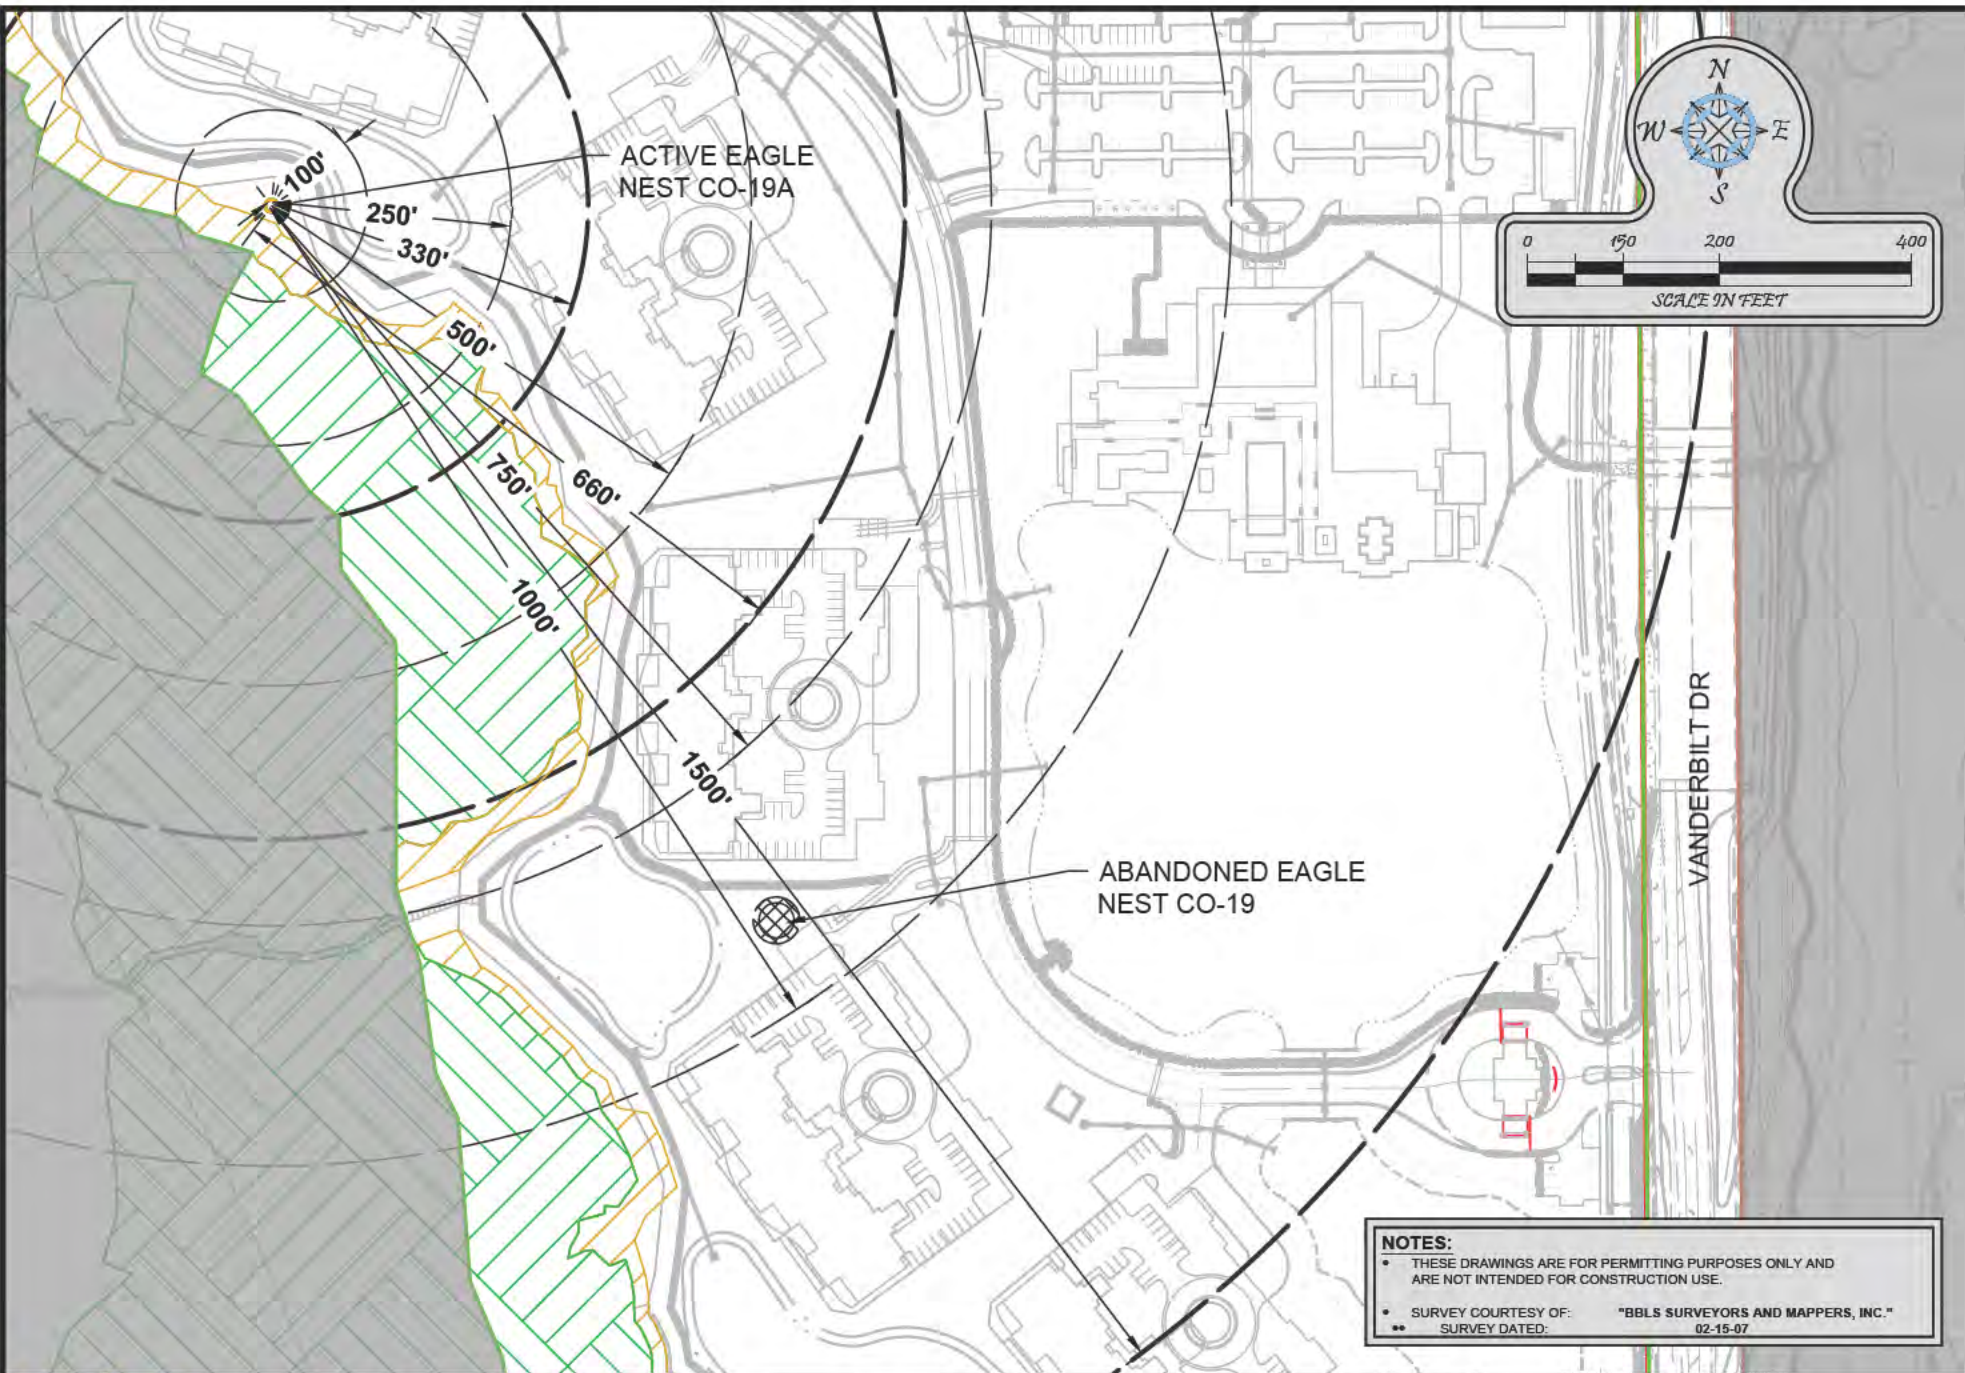 N
W E
S
0 150 200 400
SCALE IN FEET
ACTIVE EAGLE
NEST CO-19A
100'
250'
330'
500'
750'
660'
1000'
1500'
ABANDONED EAGLE
NEST CO-19
VANDERBILT DR
NOTES:
• THESE DRAWINGS ARE FOR PERMITTING PURPOSES ONLY AND
ARE NOT INTENDED FOR CONSTRUCTION USE.
• SURVEY COURTESY OF: "BBLS SURVEYORS AND MAPPERS, INC."
•• SURVEY DATED: 02-15-07